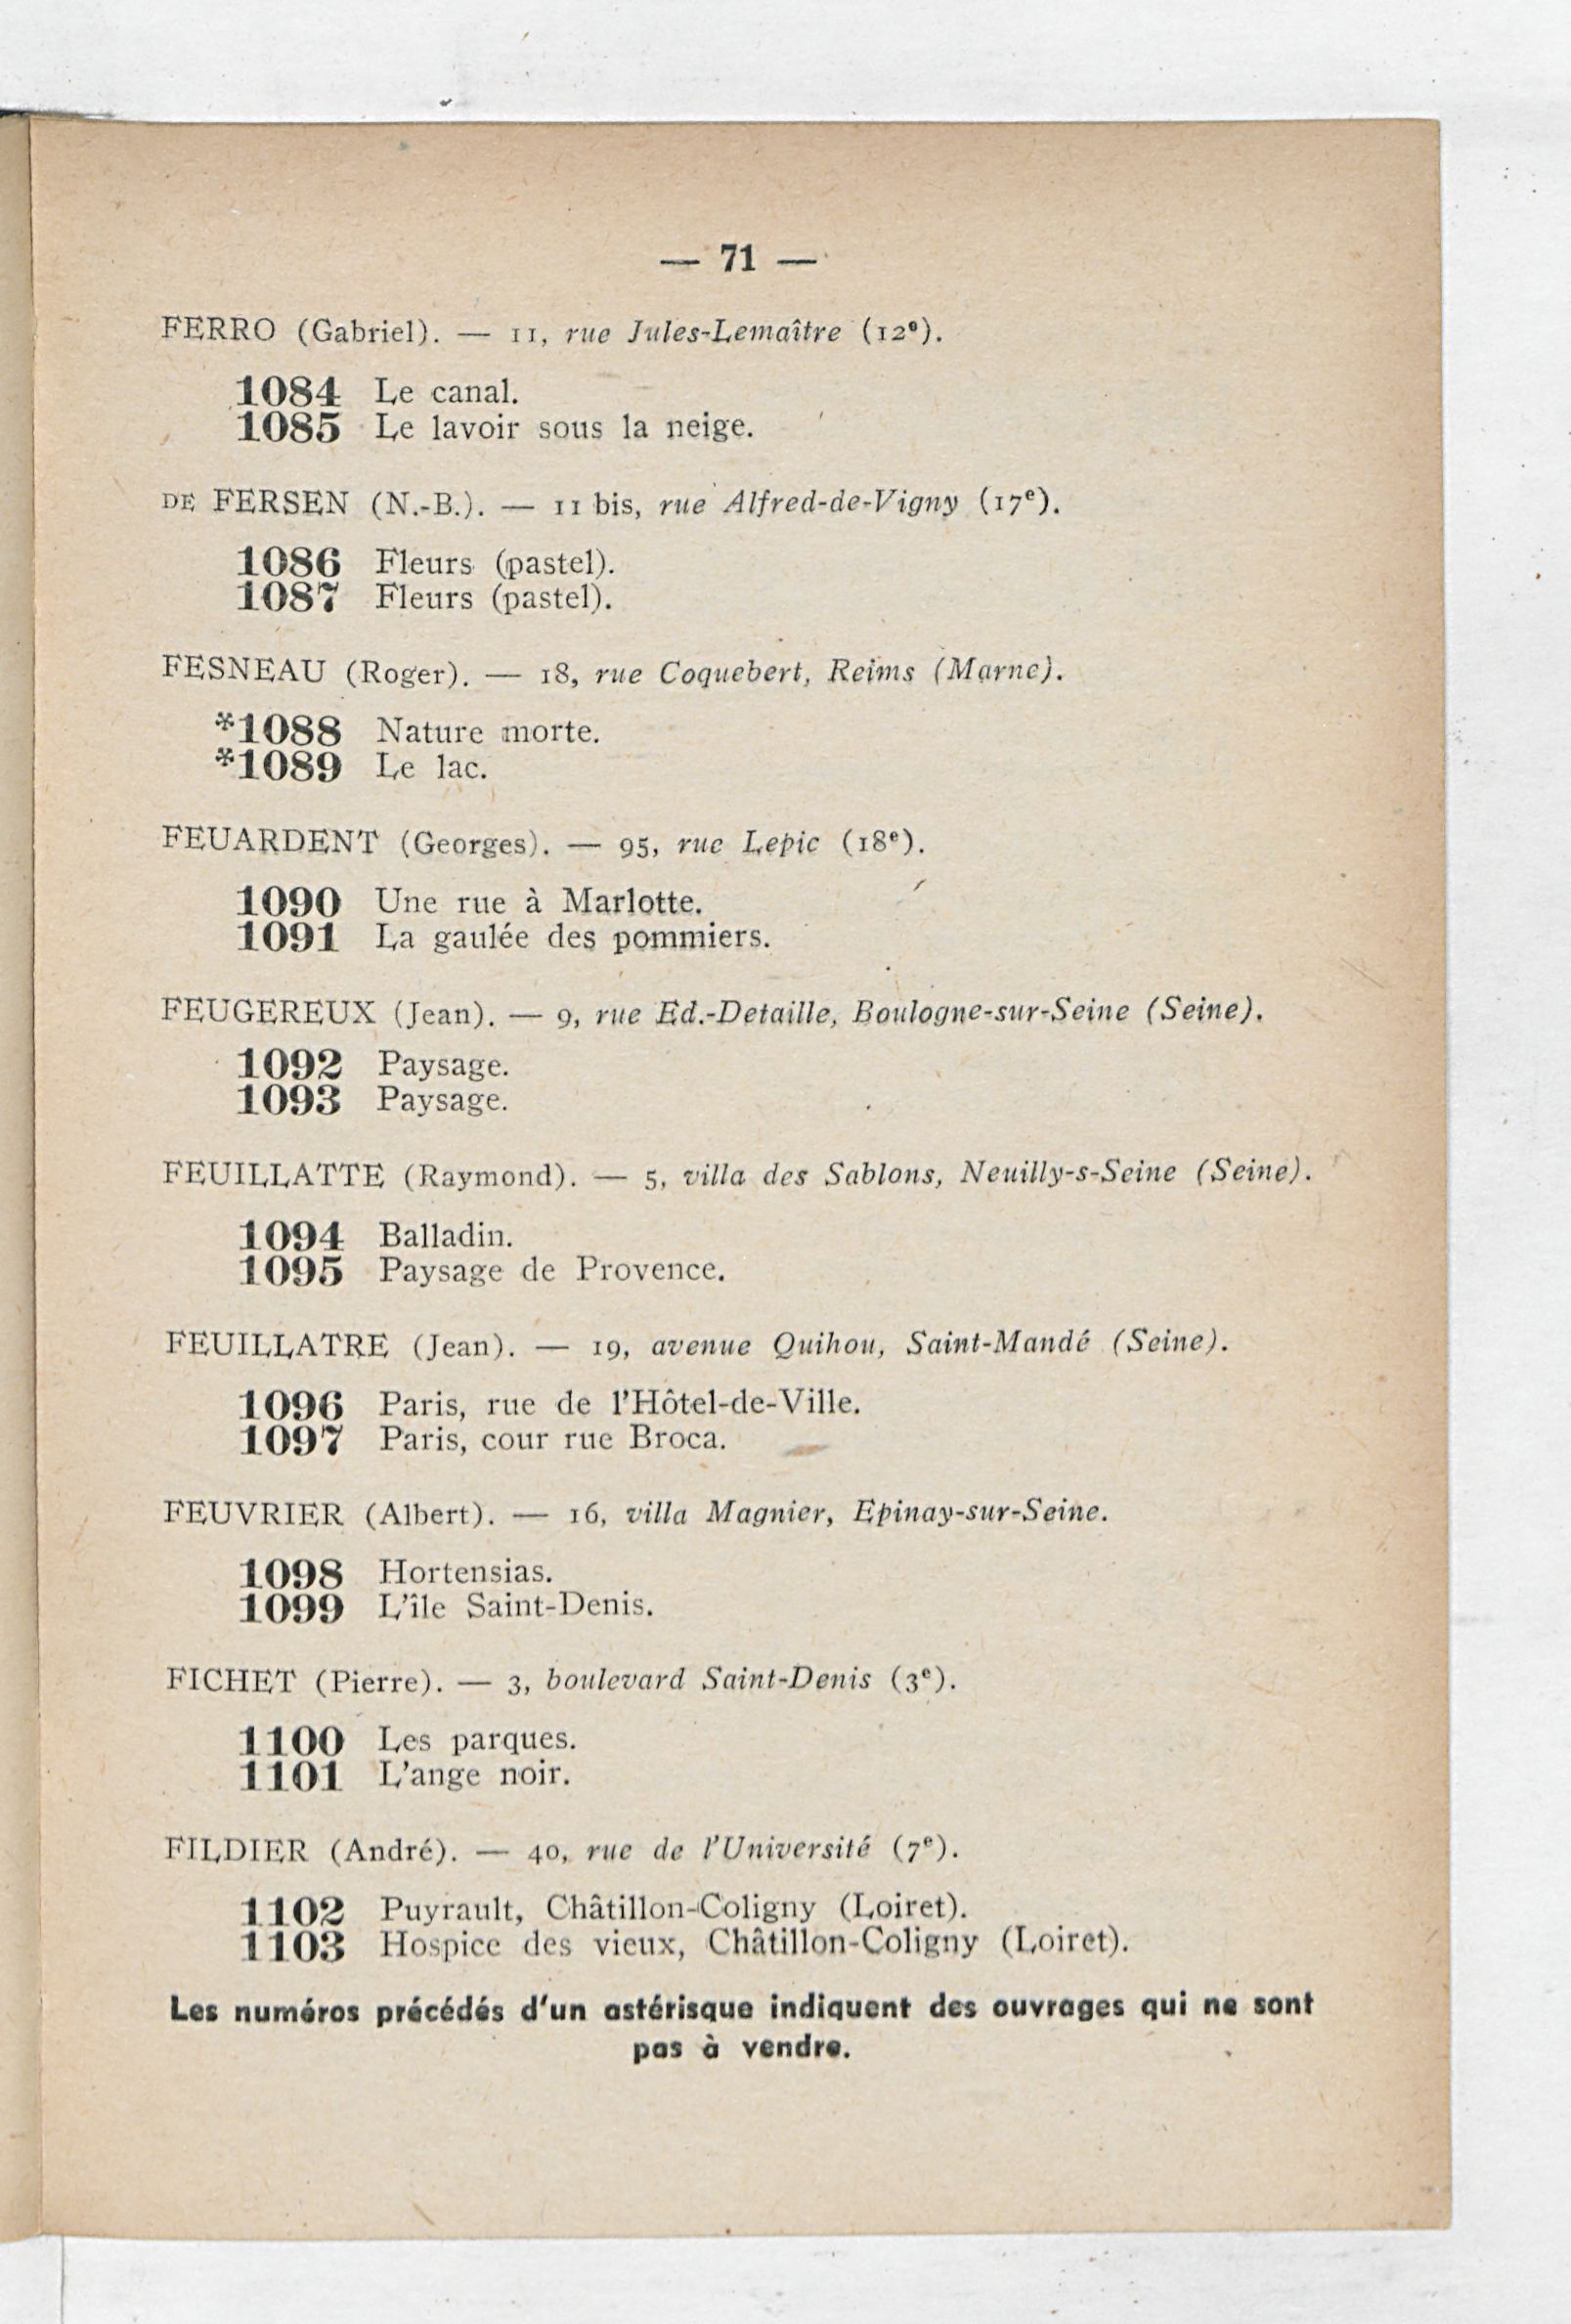 — 71 —
FERRO (Gabriel). — 11, rue Jules-Lemaître (12e).
1084 Le canal.
1085 Le lavoir sous la neige.
DE FERSEN (N.-B.). — 11 bis, rue Alfred-de-Vigny (17e).
1086 Fleurs (pastel).
1087 Fleurs (pastel).
FESNEAU (Roger). — 18, rue Coquebert, Reims (Marne).
*1088 Nature morte.
*1089 Le lac.
FEUARDENT (Georges). — 95, rue Lepic (18e).
1090 Une rue à Marlotte.
1091 La gaulée des pommiers.
FEUGEREUX (Jean). — 9, rue Ed.-Detaille, Boulogne-sur-Seine (Seine).
1092 Paysage.
1093 Paysage.
FEUILLATTE (Raymond). — 5, villa des Sablons, Neuilly-s-Seine (Seine).
1094 Balladin.
1095 Paysage de Provence.
FEUILLATRE (Jean). — 19, avenue Quihou, Saint-Mandé (Seine).
1096 Paris, rue de l'Hôtel-de-Ville.
1097 Paris, cour rue Broca.
FEUVRIER (Albert). — 16, villa Magnier, Epinay-sur-Seine.
1098 Hortensias.
1099 L'île Saint-Denis.
FICHET (Pierre). — 3, boulevard Saint-Denis (3e).
1100 Les parques.
1101 L'ange noir.
FILDIER (André). — 40, rue de l'Université (7e).
1102 Puyrault, Châtillon-Coligny (Loiret).
1103 Hospice des vieux, Châtillon-Coligny (Loiret).
Les numéros précédés d'un astérisque indiquent des ouvrages qui ne sont
pas à vendre.